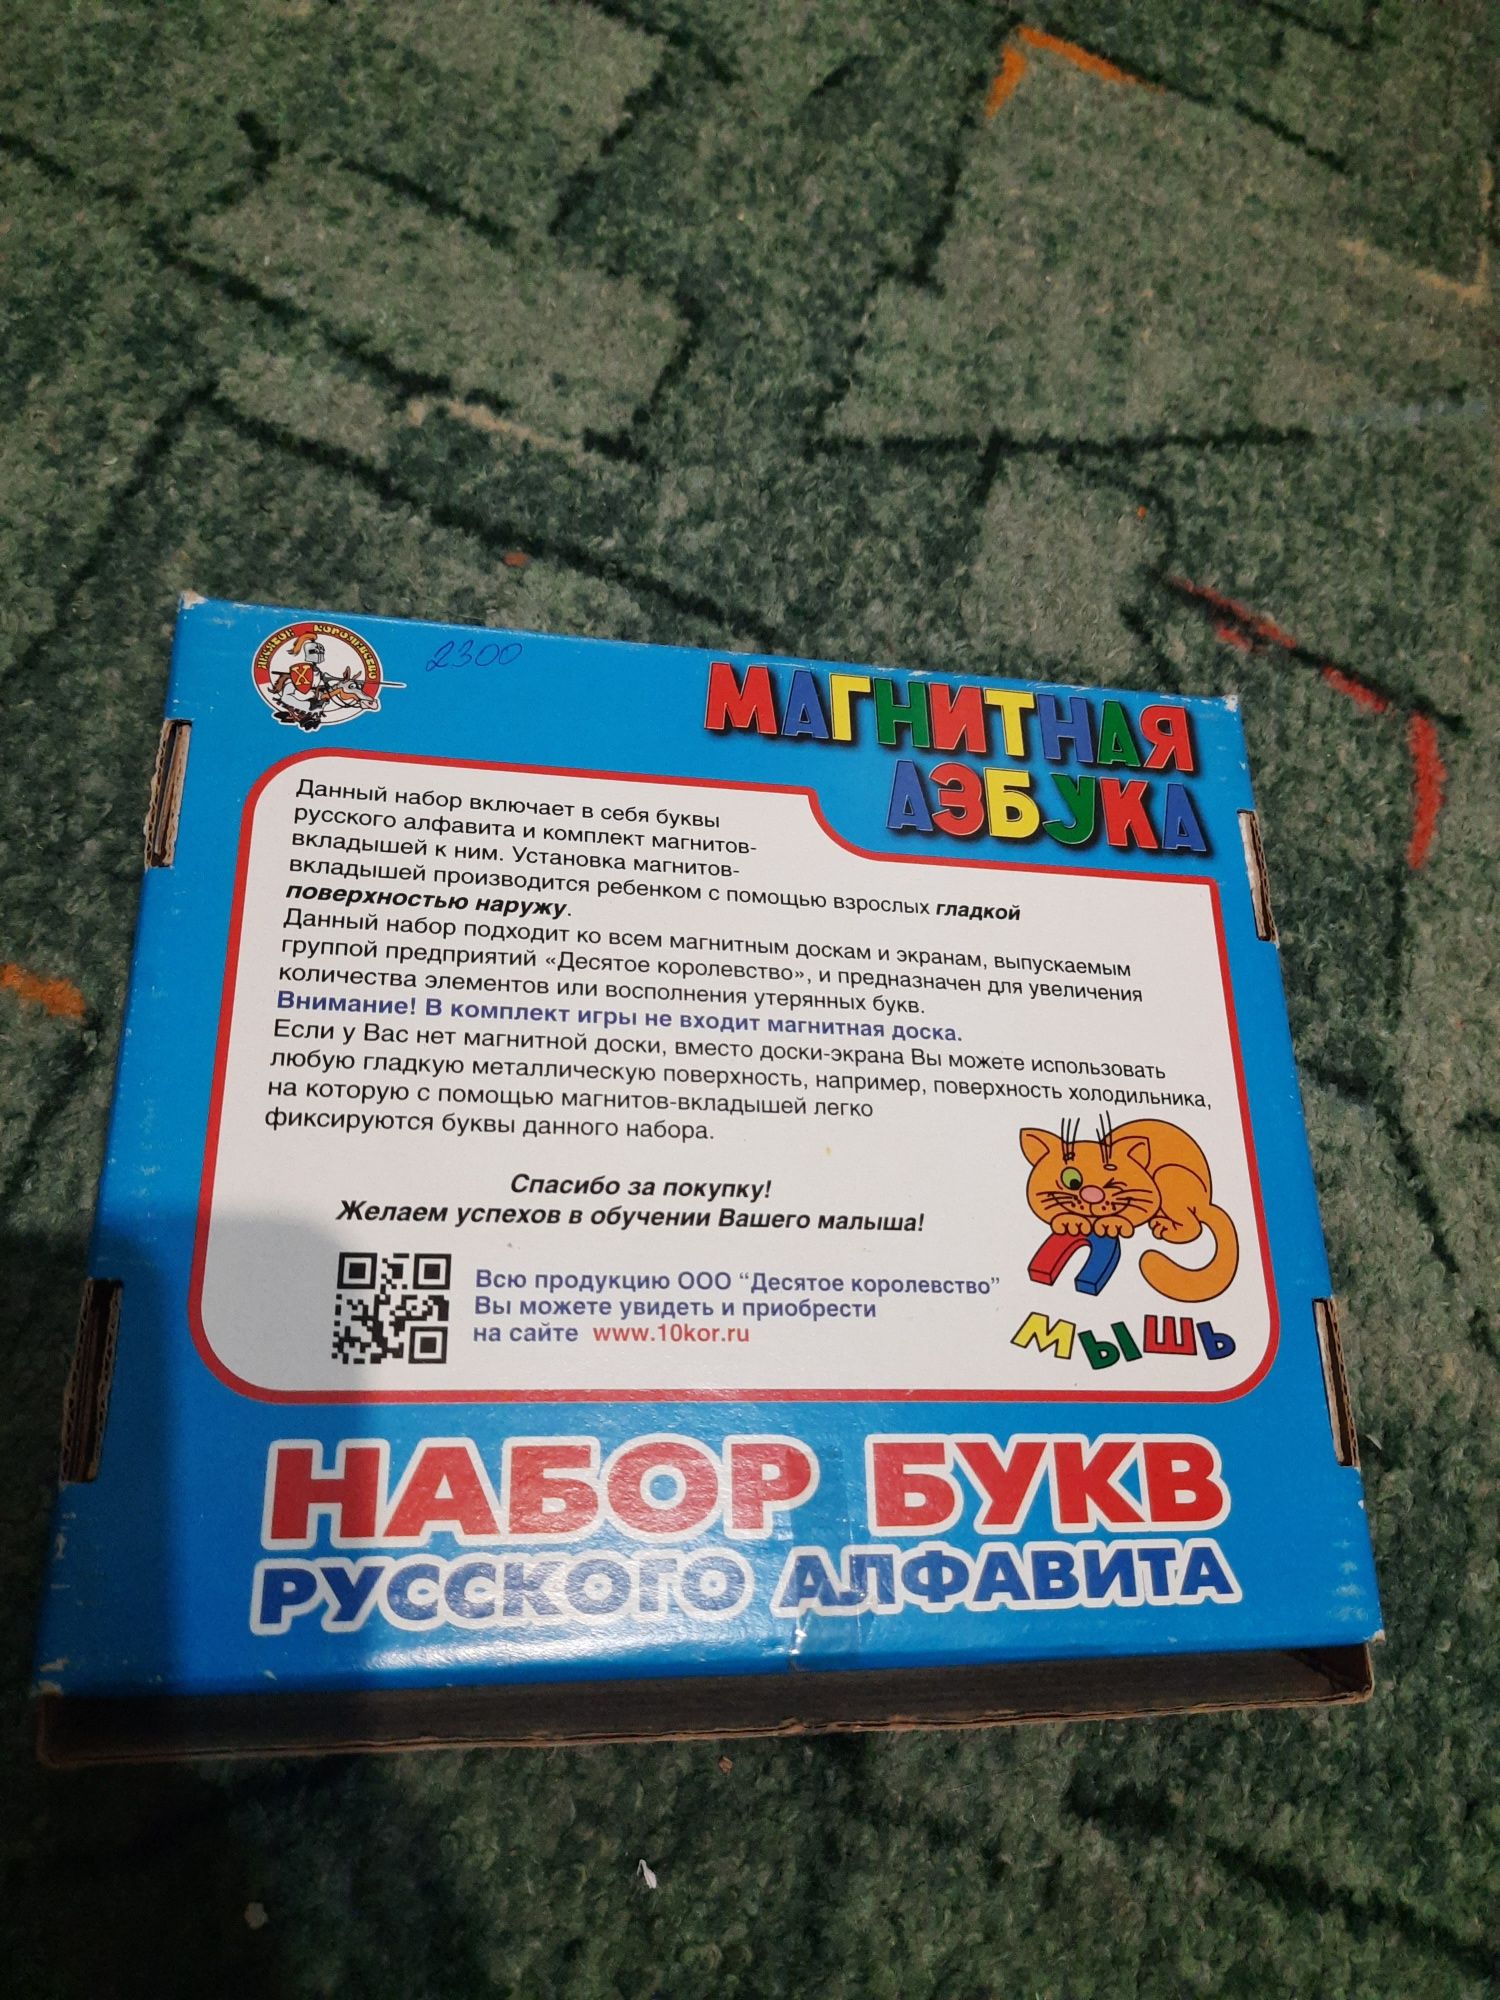 ДЕСЯТОЕ КОРОЛЕВСТВО
2300
МАГНИТНАЯ
АЗБУКА
Данный набор включает в себя буквы
русского алфавита и комплект магнитов-
вкладышей к ним. Установка магнитов-
вкладышей производится ребенком с помощью взрослых гладкой
поверхностью наружу.
Данный набор подходит ко всем магнитным доскам и экранам, выпускаемым
группой предприятий «Десятое королевство», и предназначен для увеличения
количества элементов или восполнения утерянных букв.
Внимание! В комплект игры не входит магнитная доска.
Если у Вас нет магнитной доски, вместо доски-экрана Вы можете использовать
любую гладкую металлическую поверхность, например, поверхность холодильника,
на которую с помощью магнитов-вкладышей легко
фиксируются буквы данного набора.
Спасибо за покупку!
Желаем успехов в обучении Вашего малыша!
Всю продукцию ООО “Десятое королевство”
Вы можете увидеть и приобрести
на сайте www.10kor.ru
МЫШЬ
НАБОР БУКВ
РУССКОГО АЛФАВИТА